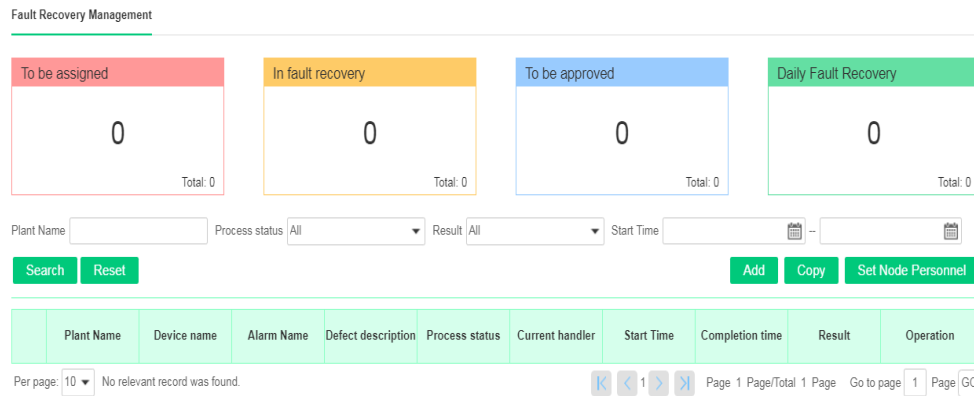 Fault Recovery Management
To be assigned In fault recovery To be approved Daily Fault Recovery
0 0 0 0
Total: 0 Total: 0 Total: 0 Total: 0
Plant Name Process status All Result All Start Time --
Search Reset Add Copy Set Node Personnel
Plant Name Device name Alarm Name Defect description Process status Current handler Start Time Completion time Result Operation
Per page: 10 No relevant record was found. 1 Page 1 Page/Total 1 Page Go to page 1 Page GO